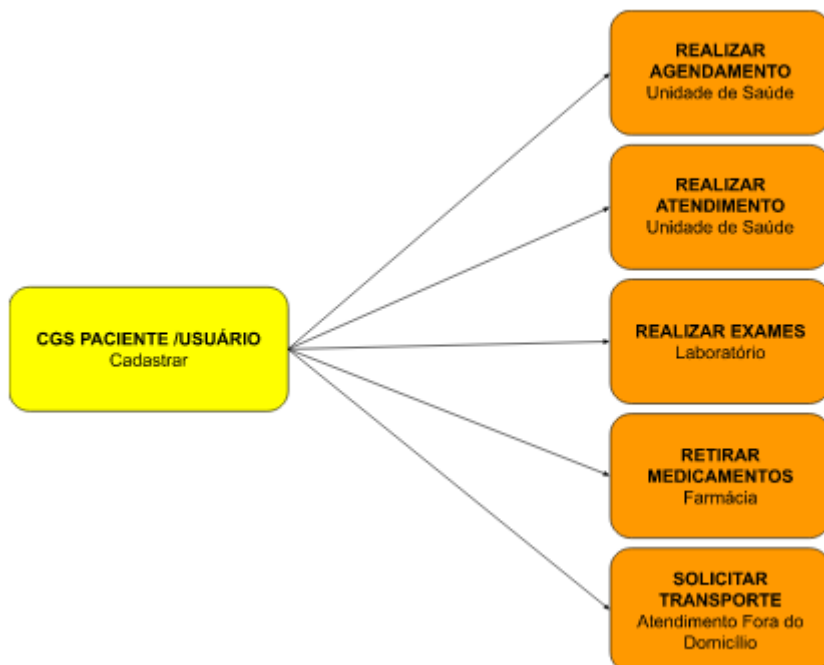 REALIZAR
AGENDAMENTO
Unidade de Saúde
REALIZAR
ATENDIMENTO
Unidade de Saúde
CGS PACIENTE /USUÁRIO
Cadastrar
REALIZAR EXAMES
Laboratório
RETIRAR
MEDICAMENTOS
Farmácia
SOLICITAR
TRANSPORTE
Atendimento Fora do
Domicílio